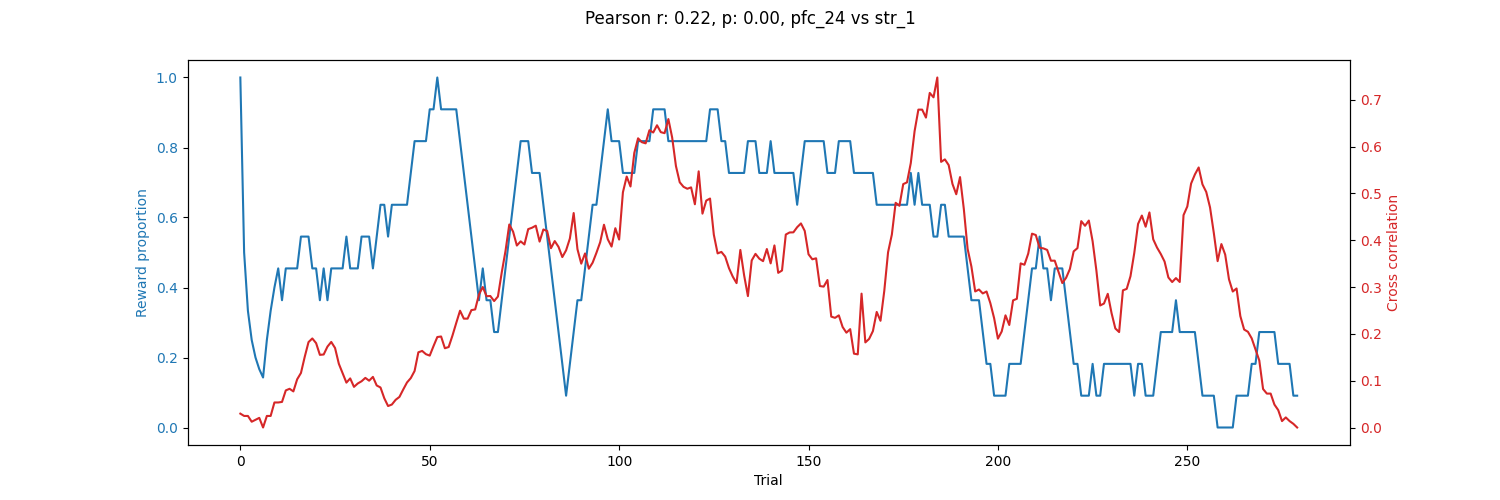 Pearson r: 0.22, p: 0.00, pfc_24 vs str_1
1.0
0.8
0.6
0.4
0.2
0.0
Reward proportion
0.7
0.6
0.5
0.4
0.3
0.2
0.1
0.0
Cross correlation
0 50 100 150 200 250
Trial